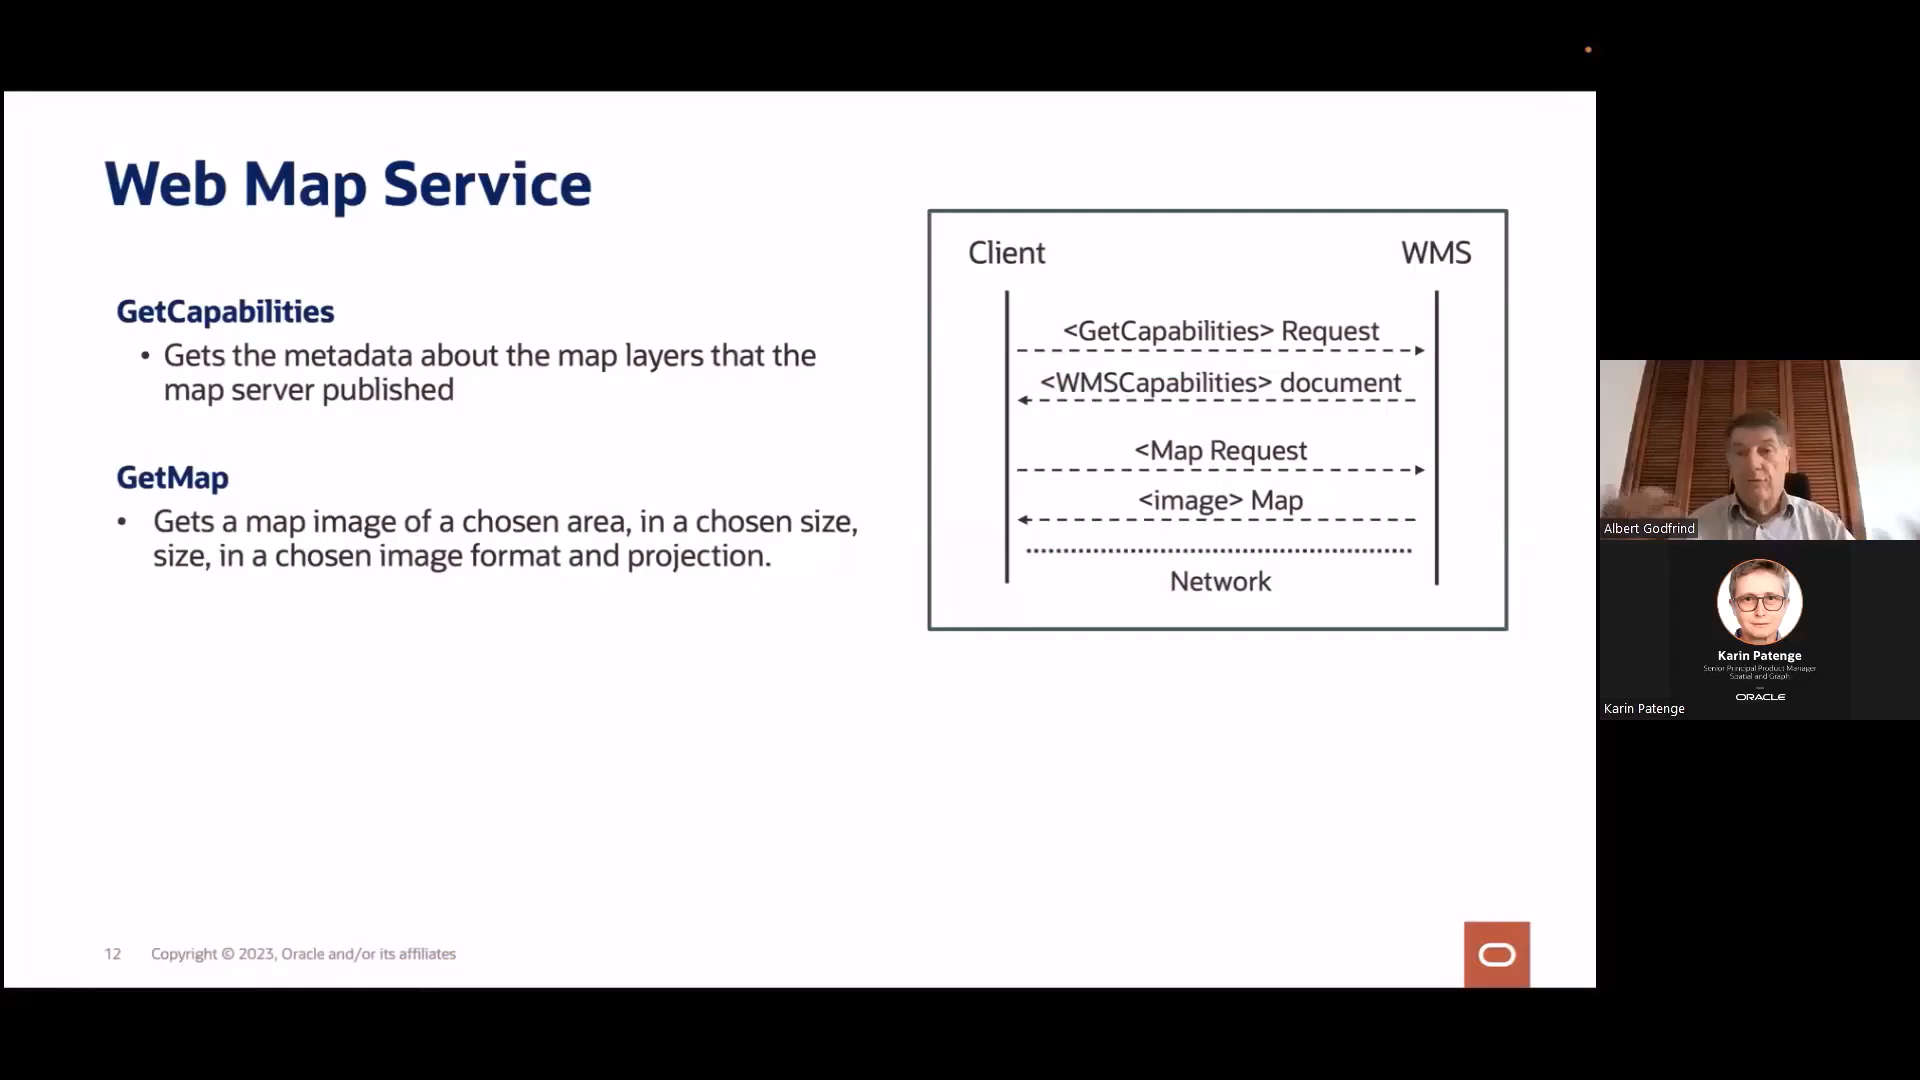 Web Map Service
GetCapabilities
• Gets the metadata about the map layers that the
map server published
GetMap
• Gets a map image of a chosen area, in a chosen size,
size, in a chosen image format and projection.
Client
WMS
<GetCapabilities> Request
<WMSCapabilities> document
<Map Request
<image> Map
Network
12 Copyright © 2023, Oracle and/or its affiliates
Albert Godfrind
Karin Patenge
Senior Principal Product Manager
Spatial and Graph
ORACLE
Karin Patenge